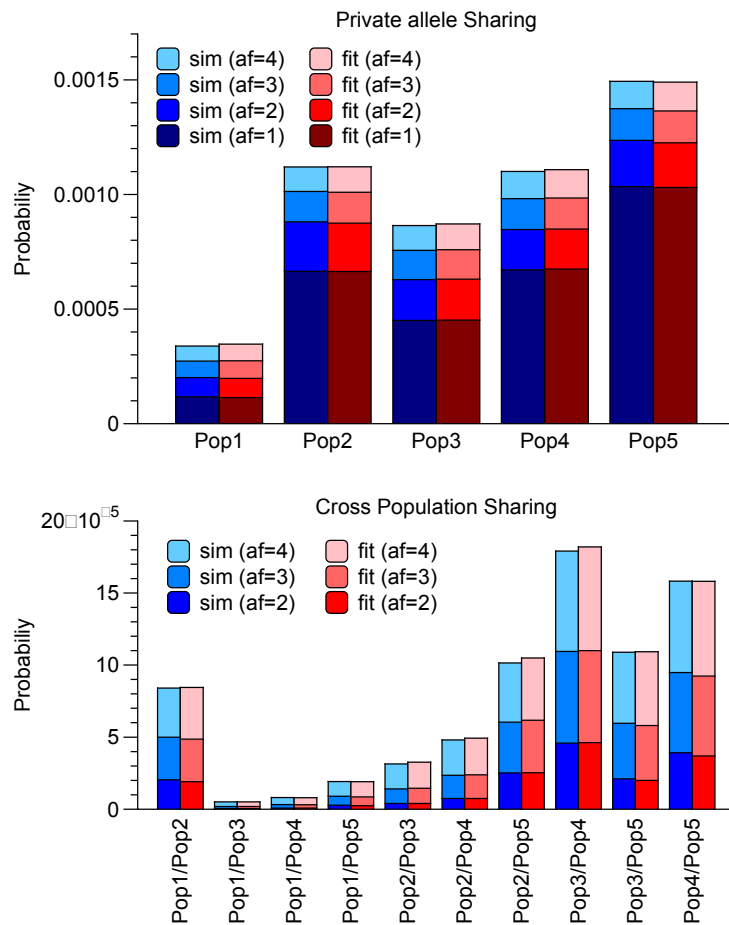 Private allele Sharing
sim (af=4) fit (af=4)
sim (af=3) fit (af=3)
sim (af=2) fit (af=2)
sim (af=1) fit (af=1)
Probabiliy
0.0015
0.0010
0.0005
0
Pop1 Pop2 Pop3 Pop4 Pop5
Cross Population Sharing
20□10□5
sim (af=4) fit (af=4)
sim (af=3) fit (af=3)
sim (af=2) fit (af=2)
Probabiliy
15
10
5
0
Pop1/Pop2
Pop1/Pop3
Pop1/Pop4
Pop1/Pop5
Pop2/Pop3
Pop2/Pop4
Pop2/Pop5
Pop3/Pop4
Pop3/Pop5
Pop4/Pop5